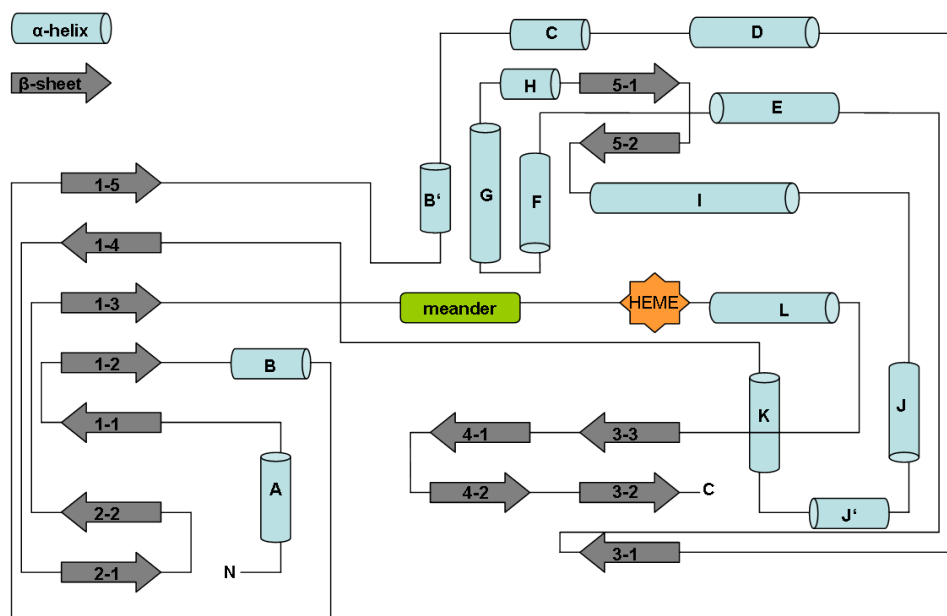 α-helix
β-sheet
C
D
H
5-1
E
5-2
1-5
B'
G
F
I
1-4
1-3
meander
HEME
L
1-2
B
1-1
4-1
3-3
K
J
A
4-2
3-2
C
2-2
J'
3-1
2-1
N